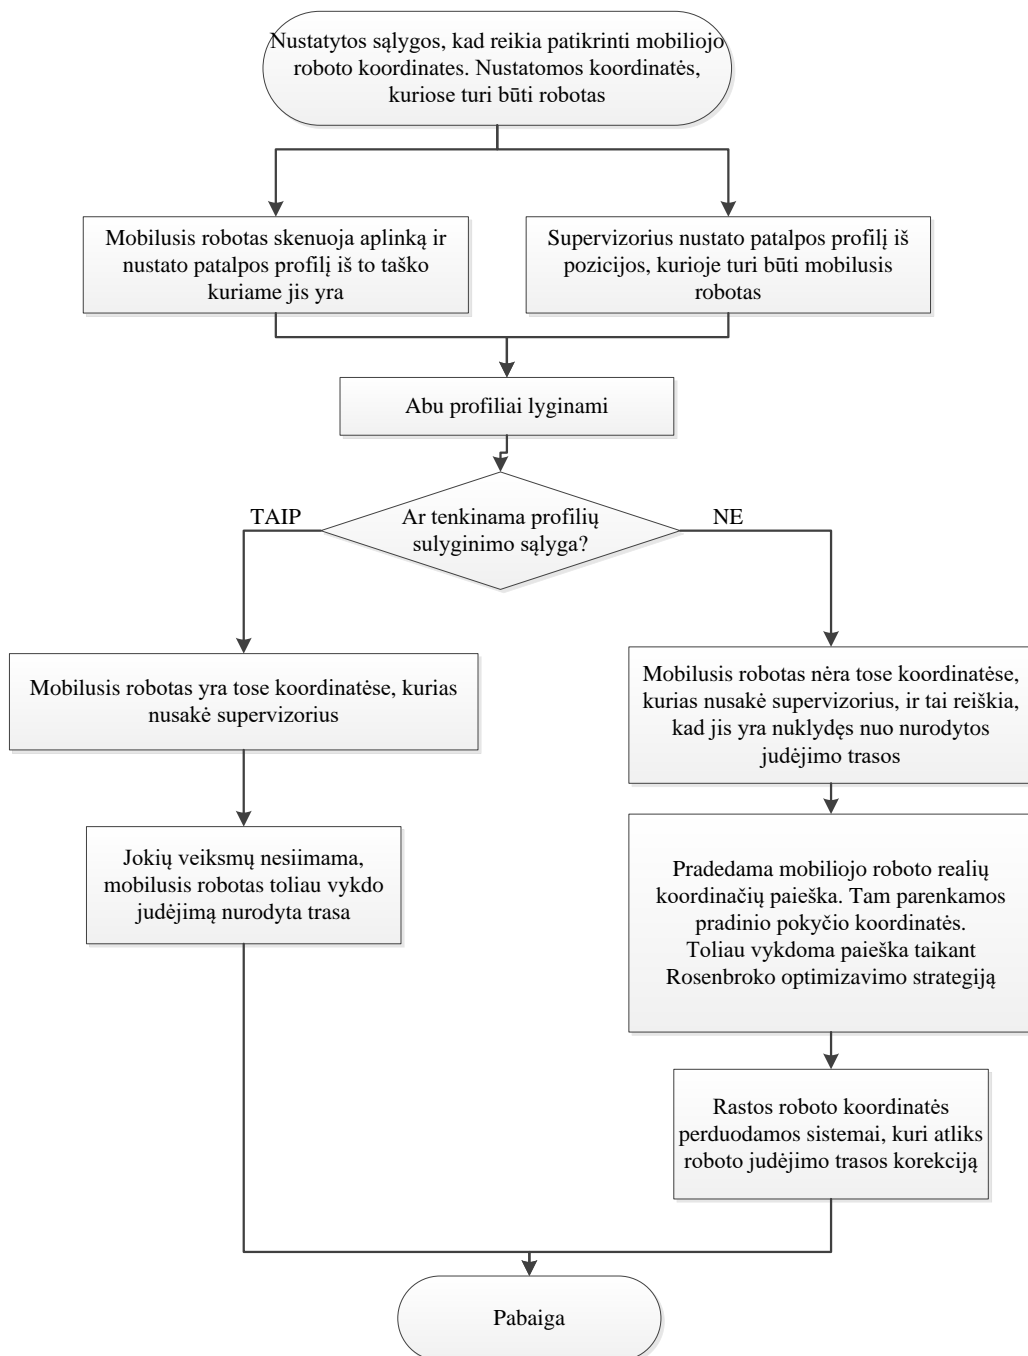 Nustatytos sąlygos, kad reikia patikrinti mobiliojo
roboto koordinates. Nustatomos koordinatės,
kuriose turi būti robotas
Mobilusis robotas skenuoja aplinką ir
nustato patalpos profilį iš to taško
kuriame jis yra
Supervizorius nustato patalpos profilį iš
pozicijos, kurioje turi būti mobilusis
robotas
Abu profiliai lyginami
Ar tenkinama profilių
sulyginimo sąlyga?
TAIP
NE
Mobilusis robotas yra tose koordinatėse, kurias
nusakė supervizorius
Jokių veiksmų nesiimama,
mobilusis robotas toliau vykdo
judėjimą nurodyta trasa
Mobilusis robotas nėra tose koordinatėse,
kurias nusakė supervizorius, ir tai reiškia,
kad jis yra nuklydęs nuo nurodytos
judėjimo trasos
Pradedama mobiliojo roboto realių
koordinačių paieška. Tam parenkamos
pradinio pokyčio koordinatės.
Toliau vykdoma paieška taikant
Rosenbroko optimizavimo strategiją
Rastos roboto koordinatės
perduodamos sistemai, kuri atliks
roboto judėjimo trasos korekciją
Pabaiga